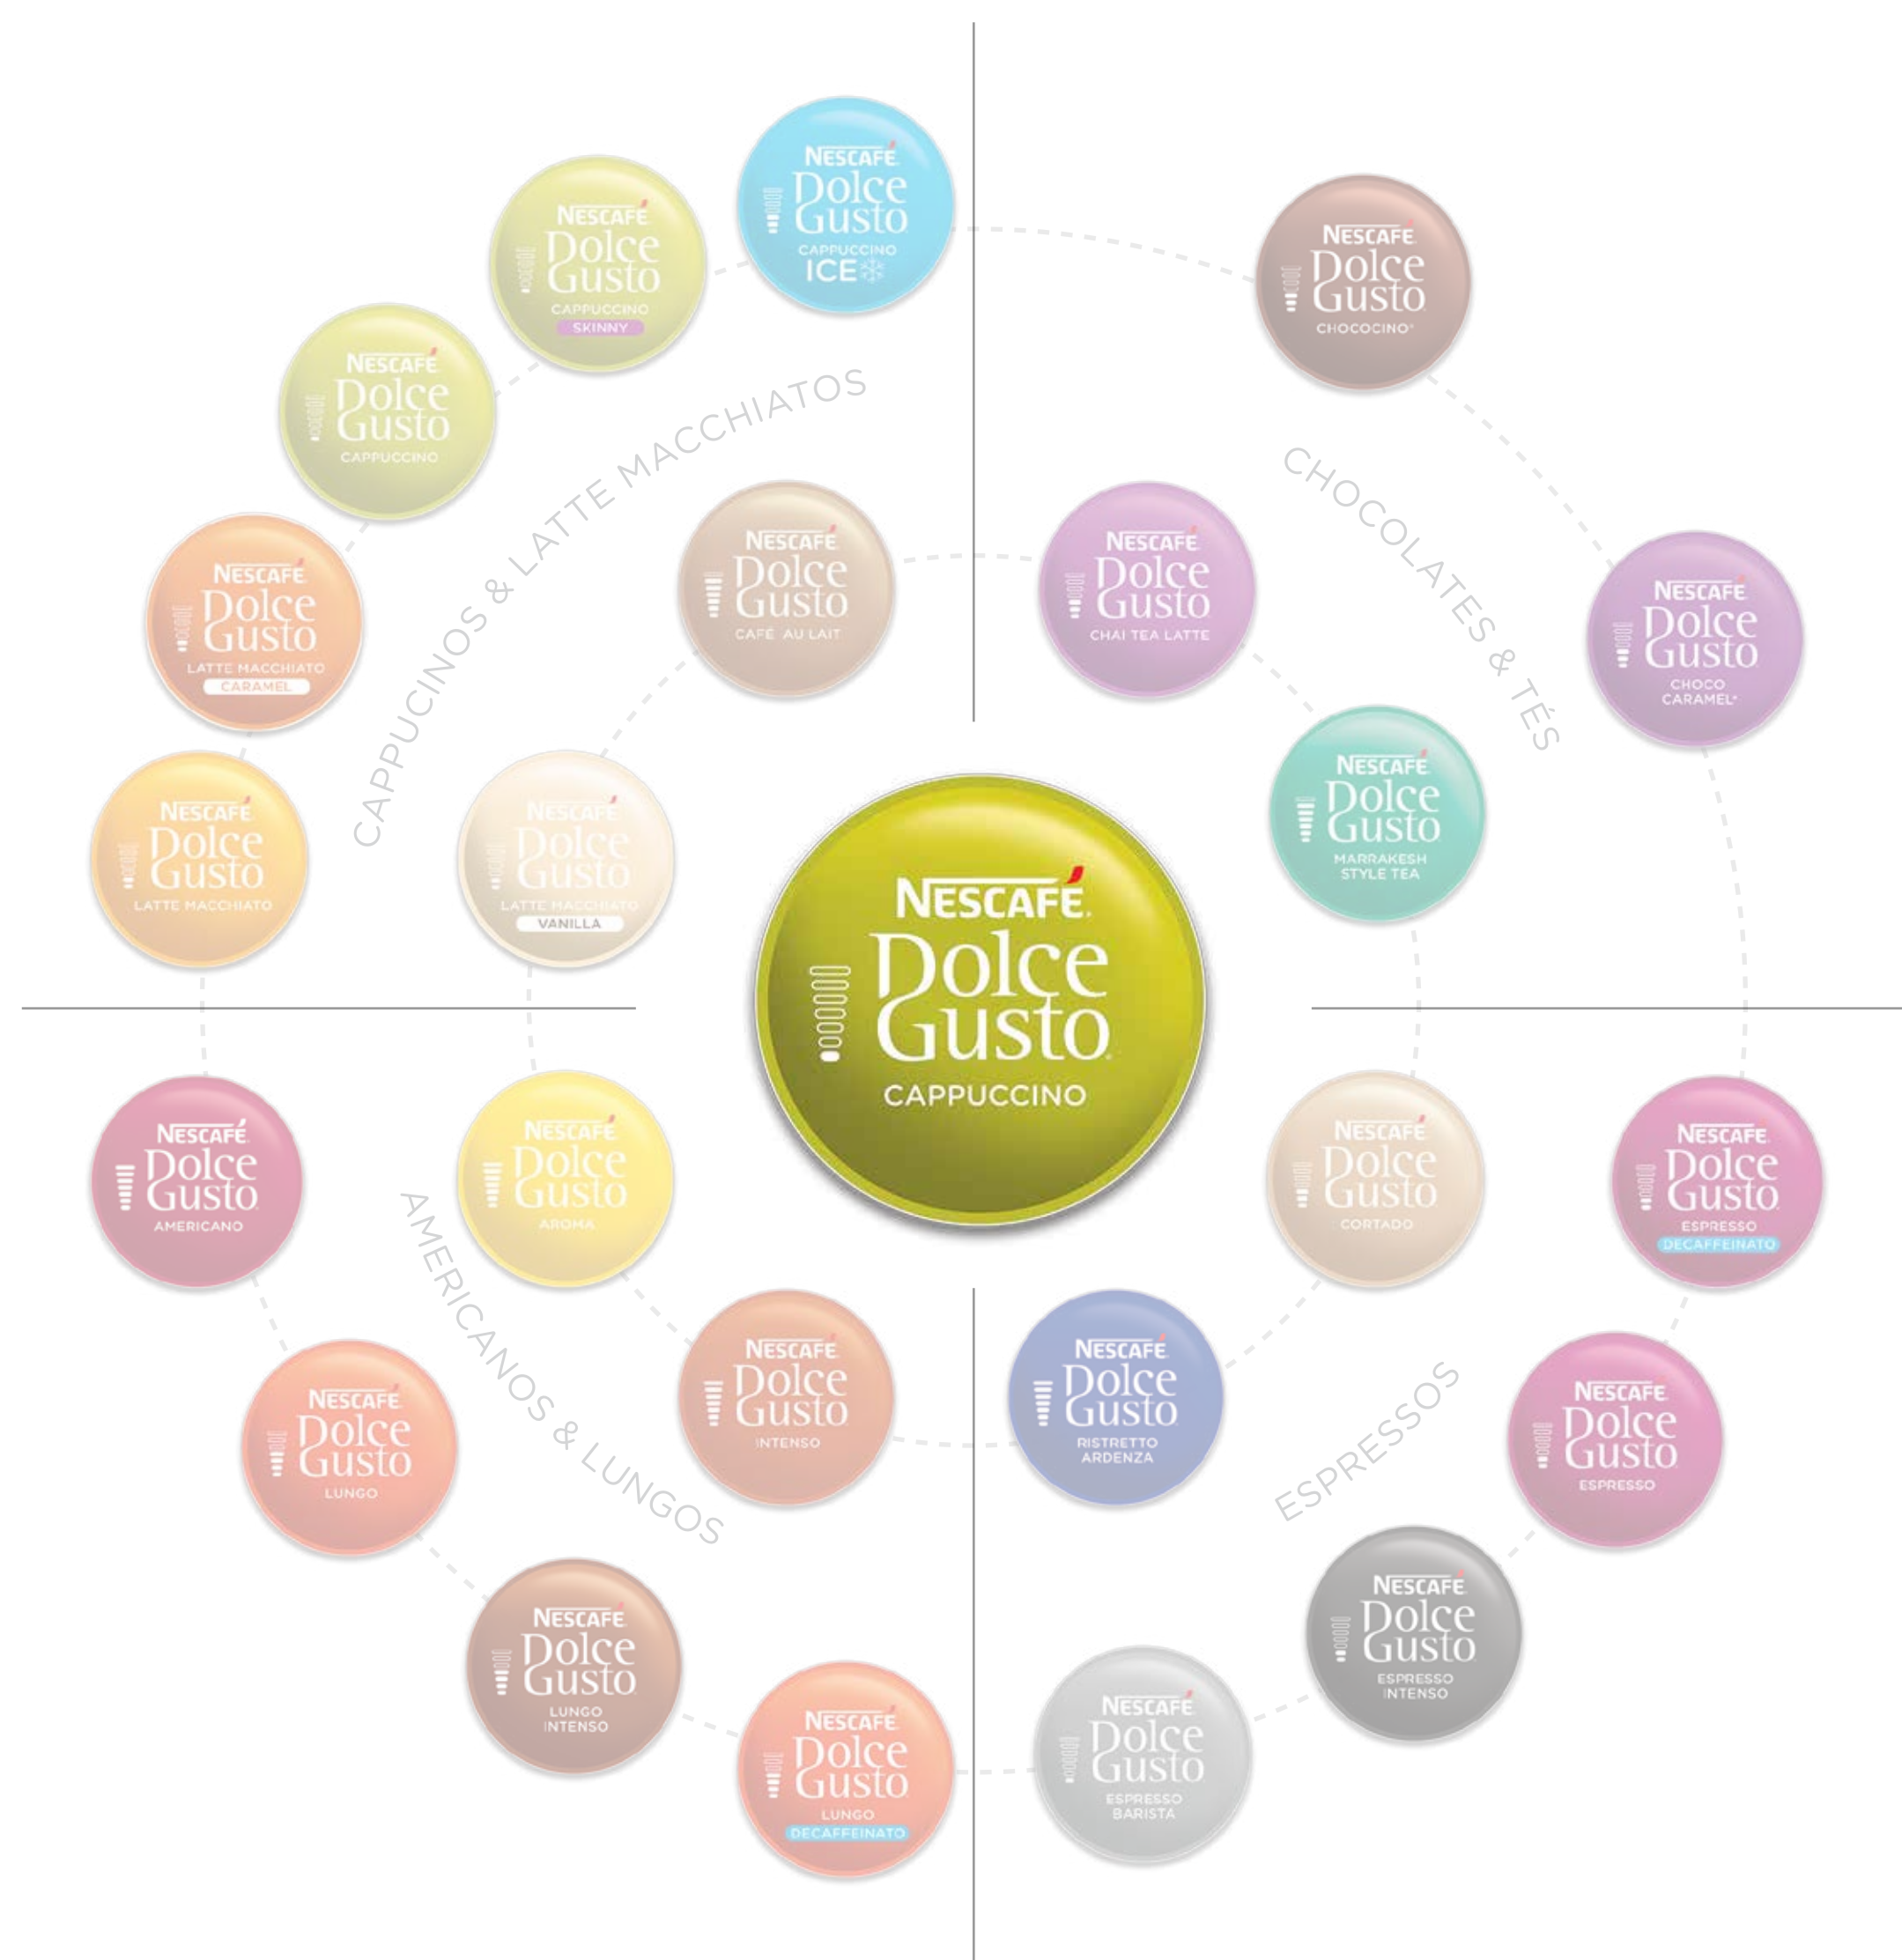 NESCAFÉ
Dolce
Gusto
CAPPUCCINO
ICE
NESCAFÉ
Dolce
Gusto
CAPPUCCINO
SKINNY
NESCAFÉ
Dolce
Gusto
CAPPUCCINO
NESCAFÉ
Dolce
Gusto
LATTE MACCHIATO
CARAMEL
NESCAFÉ
Dolce
Gusto
LATTE MACCHIATO
CAPPUCINOS & LATTE MACCHIATOS
NESCAFÉ
Dolce
Gusto
CAFÉ AU LAIT
NESCAFÉ
Dolce
Gusto
LATTE MACCHIATO
VANILLA
NESCAFÉ
Dolce
Gusto
CHOCOCINO*
NESCAFÉ
Dolce
Gusto
CHOCO
CARAMEL*
CHOCOLATES & TÉS
NESCAFÉ
Dolce
Gusto
CHAI TEA LATTE
NESCAFÉ
Dolce
Gusto
MARRAKESH
STYLE TEA
NESCAFÉ.
Dolce
Gusto
CAPPUCCINO
NESCAFÉ
Dolce
Gusto
AMERICANO
NESCAFÉ
Dolce
Gusto
AROMA
AMERICANOS & LUNGOS
NESCAFÉ
Dolce
Gusto
INTENSO
NESCAFÉ
Dolce
Gusto
LUNGO
NESCAFÉ
Dolce
Gusto
LUNGO
INTENSO
NESCAFÉ
Dolce
Gusto
LUNGO
DECAFFEINATO
NESCAFÉ
Dolce
Gusto
CORTADO
NESCAFÉ
Dolce
Gusto
ESPRESSO
DECAFFEINATO
NESCAFÉ
Dolce
Gusto
RISTRETTO
ARDENZA
ESPRESSOS
NESCAFÉ
Dolce
Gusto
ESPRESSO
NESCAFÉ
Dolce
Gusto
ESPRESSO
INTENSO
NESCAFÉ
Dolce
Gusto
ESPRESSO
BARISTA